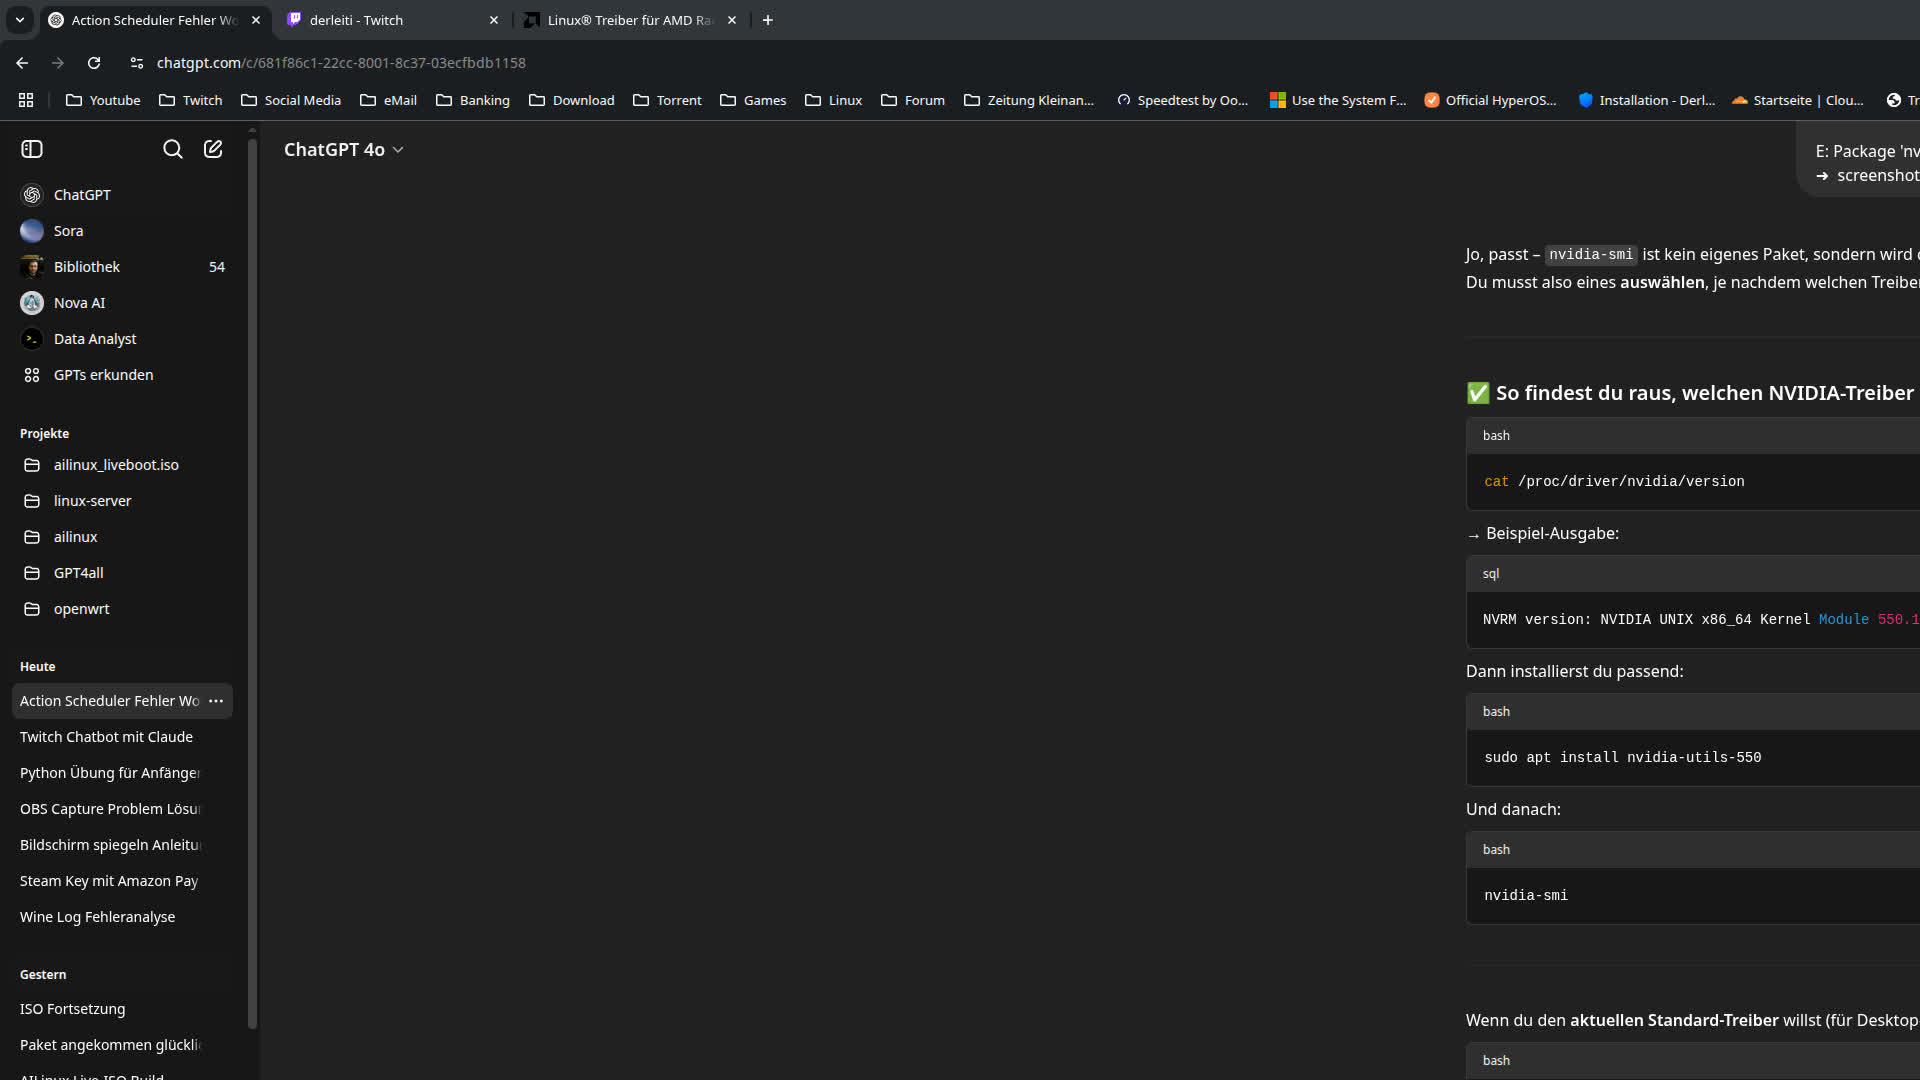 Action Scheduler Fehler Wo
derleiti - Twitch
Linux® Treiber für AMD Ra
chatgpt.com/c/681f86c1-22cc-8001-8c37-03ecfbdb1158
Youtube
Twitch
Social Media
eMail
Banking
Download
Torrent
Games
Linux
Forum
Zeitung Kleinan...
Speedtest by Oo...
Use the System F...
Official HyperOS...
Installation - Derl...
Startseite | Clou...
Tr
ChatGPT
Sora
Bibliothek 54
Nova AI
Data Analyst
GPTs erkunden
Projekte
ailinux_liveboot.iso
linux-server
ailinux
GPT4all
openwrt
Heute
Action Scheduler Fehler Wo
Twitch Chatbot mit Claude
Python Übung für Anfänger
OBS Capture Problem Lösu
Bildschirm spiegeln Anleitu
Steam Key mit Amazon Pay
Wine Log Fehleranalyse
Gestern
ISO Fortsetzung
Paket angekommen glückli
AILinux Live-ISO Build
ChatGPT 4o
E: Package 'nv
➜ screenshot
Jo, passt – nvidia-smi ist kein eigenes Paket, sondern wird
Du musst also eines auswählen, je nachdem welchen Treiber
✅ So findest du raus, welchen NVIDIA-Treiber
bash
cat /proc/driver/nvidia/version
→ Beispiel-Ausgabe:
sql
NVRM version: NVIDIA UNIX x86_64 Kernel Module 550.1
Dann installierst du passend:
bash
sudo apt install nvidia-utils-550
Und danach:
bash
nvidia-smi
Wenn du den aktuellen Standard-Treiber willst (für Desktop
bash